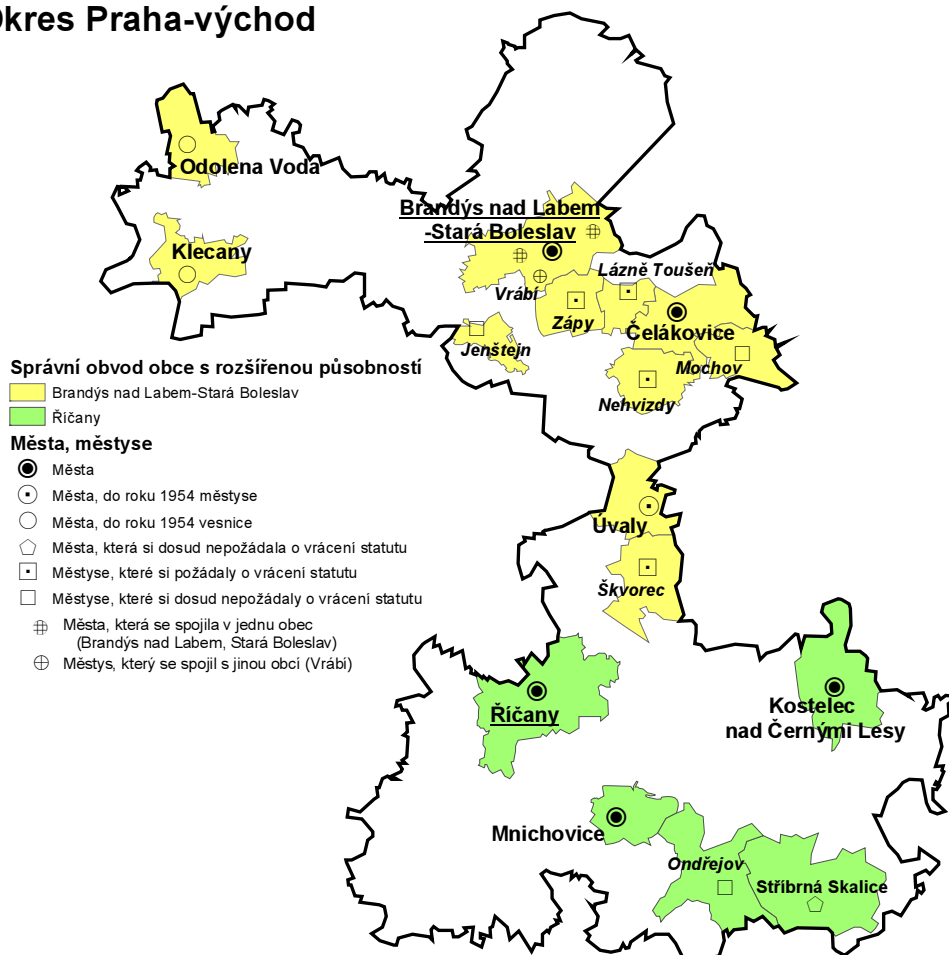 Okres Praha-východ
Odolena Voda
Brandýs nad Labem
-Stará Boleslav
Klecany
Lázně Toušeň
Vrábí
Zápy
Čelákovice
Jenštejn
Mochov
Nehvizdy
Správní obvod obce s rozšířenou působností
Brandýs nad Labem-Stará Boleslav
Říčany
Města, městyse
Města
Města, do roku 1954 městyse
Města, do roku 1954 vesnice
Města, která si dosud nepožádala o vrácení statutu
Městyse, které si požádaly o vrácení statutu
Městyse, které si dosud nepožádaly o vrácení statutu
Města, která se spojila v jednu obec
(Brandýs nad Labem, Stará Boleslav)
Městys, který se spojil s jinou obcí (Vrábí)
Úvaly
Škvorec
Říčany
Kostelec
nad Černými Lesy
Mnichovice
Ondřejov
Stříbrná Skalice